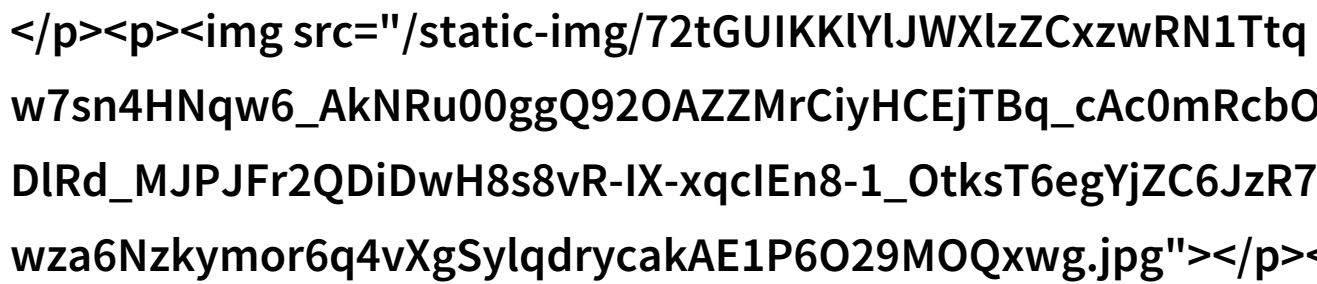 </p><p><img src="/static-img/72tGUIKKlYlJWXlzZCxzwRN1Ttq
w7sn4HNqw6_AkNRu00ggQ92OAZZMrCiyHCEjTBq_cAc0mRcbO
DlRd_MJPJFr2QDiDwH8s8vR-IX-xqcIEn8-1_OtksT6egYjZC6JzR7
wza6Nzkymor6q4vXgSylqdrycakAE1P6O29MOQxwg.jpg"></p><